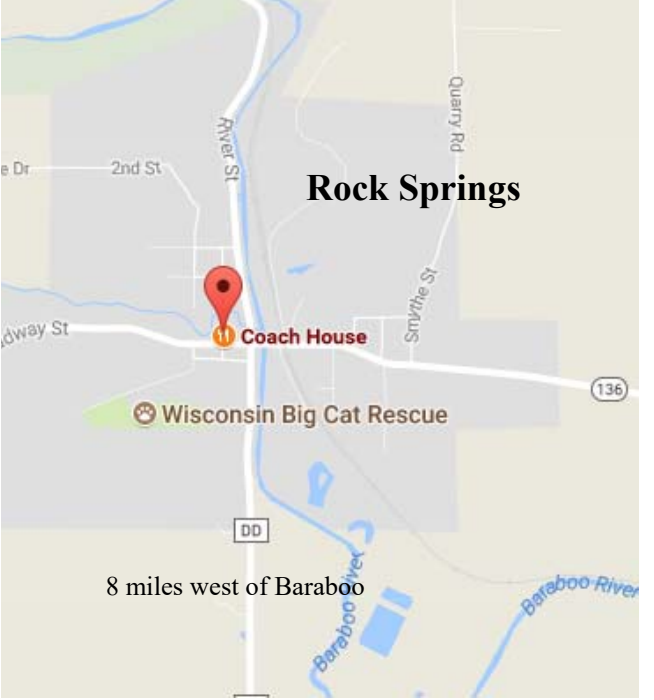 River St
Quarry Rd
e Dr
2nd St
Rock Springs
Smythe St
dway St
Coach House
136
Wisconsin Big Cat Rescue
DD
8 miles west of Baraboo
Baraboo River
Baraboo River